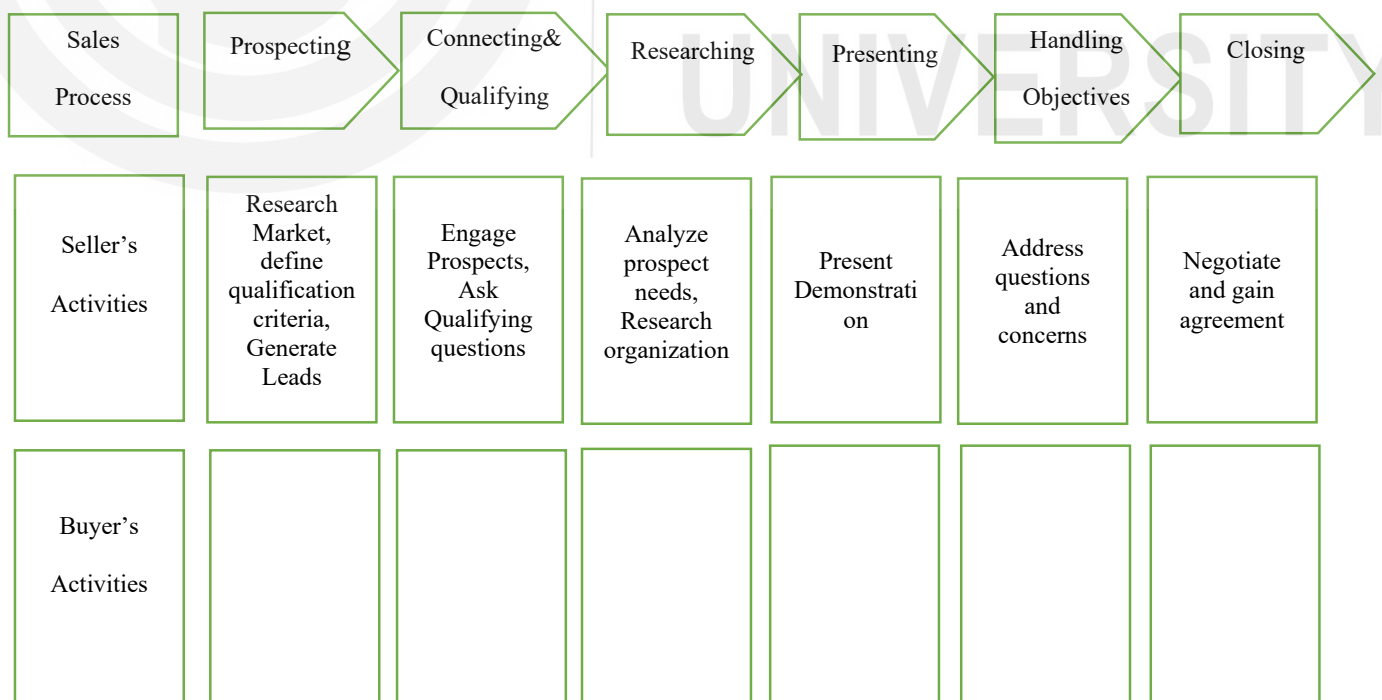 Sales
Process
Prospecting
Connecting&
Qualifying
Researching
Presenting
Handling
Objectives
Closing
UNIVERSITY
Seller’s
Activities
Research
Market,
define
qualification
criteria,
Generate
Leads
Engage
Prospects,
Ask
Qualifying
questions
Analyze
prospect
needs,
Research
organization
Present
Demonstrati
on
Address
questions
and
concerns
Negotiate
and gain
agreement
Buyer’s
Activities